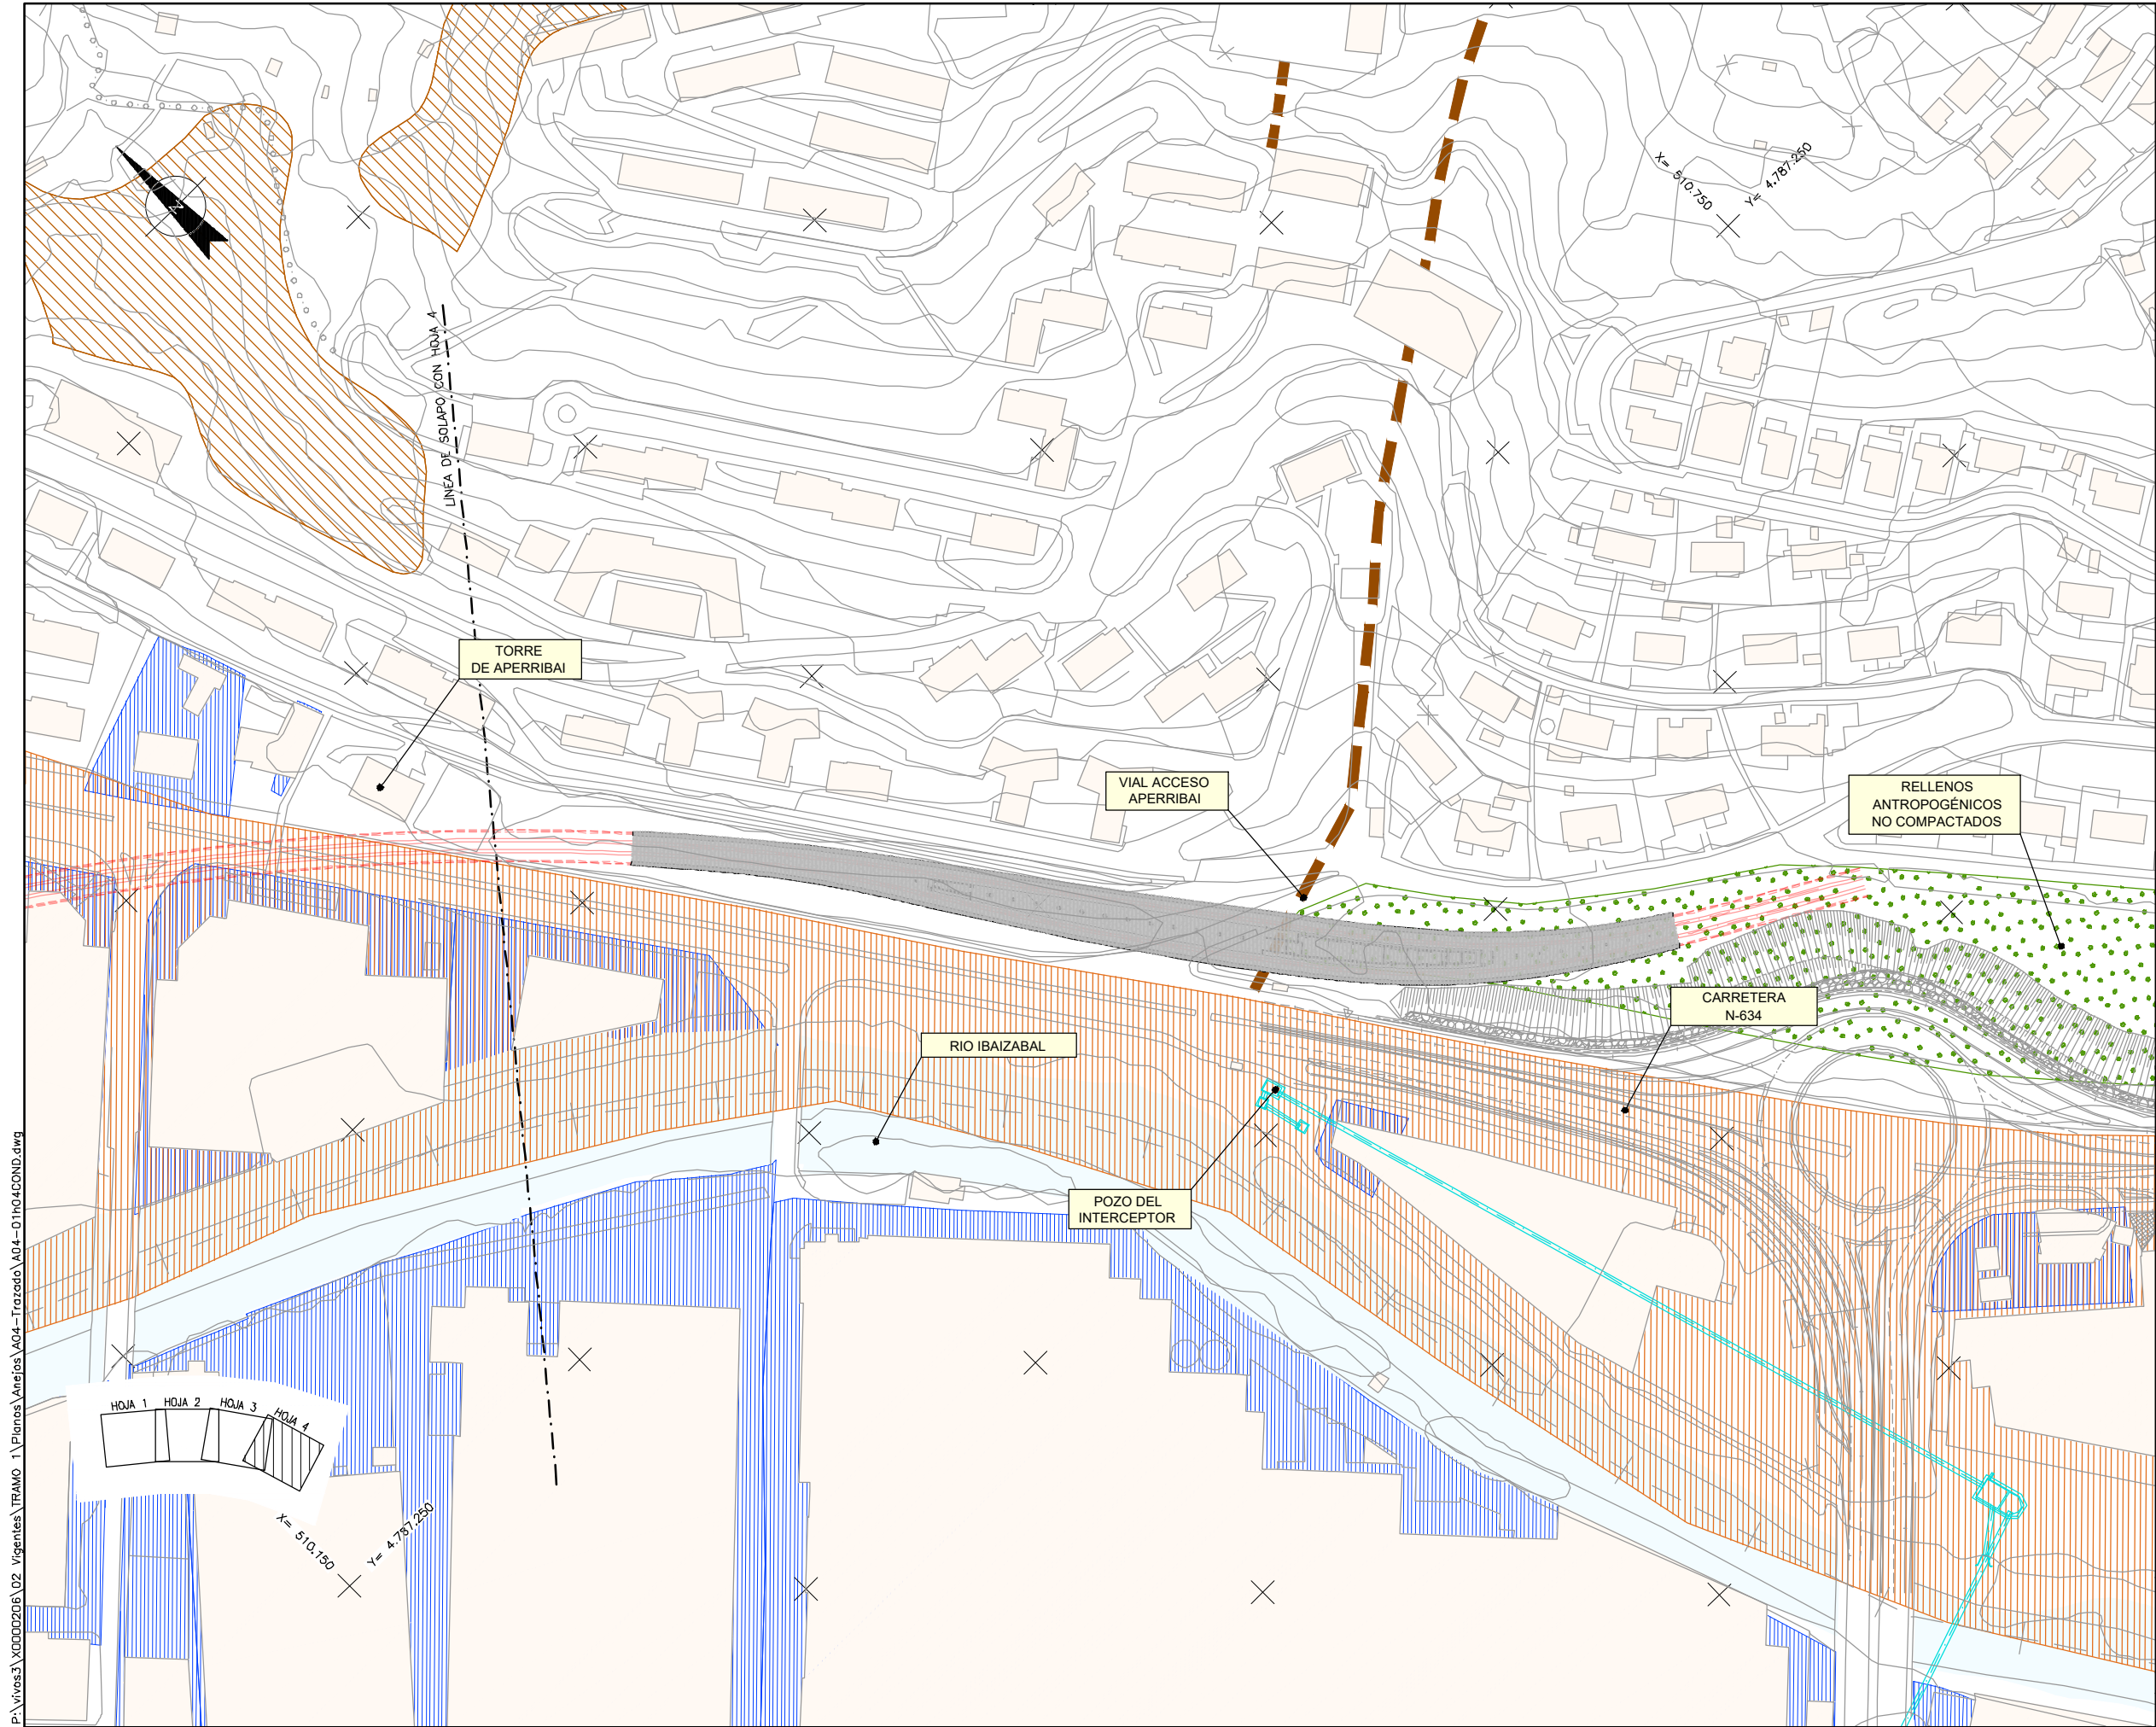 X= 510.750
Y= 4.787.250
N
LINEA DE SOLAPO CON HOJA 4
TORRE
DE APERRIBAI
VIAL ACCESO
APERRIBAI
RELLENOS
ANTROPOGÉNICOS
NO COMPACTADOS
CARRETERA
N-634
RIO IBAIZABAL
POZO DEL
INTERCEPTOR
HOJA 1
HOJA 2
HOJA 3
HOJA 4
X= 510.150
Y= 4.787.250
P:\vivos3\X0000206\02 Vigentes\TRAMO 1\Planos\Anejos\A04-Trazado\A04-01h04COND.dwg